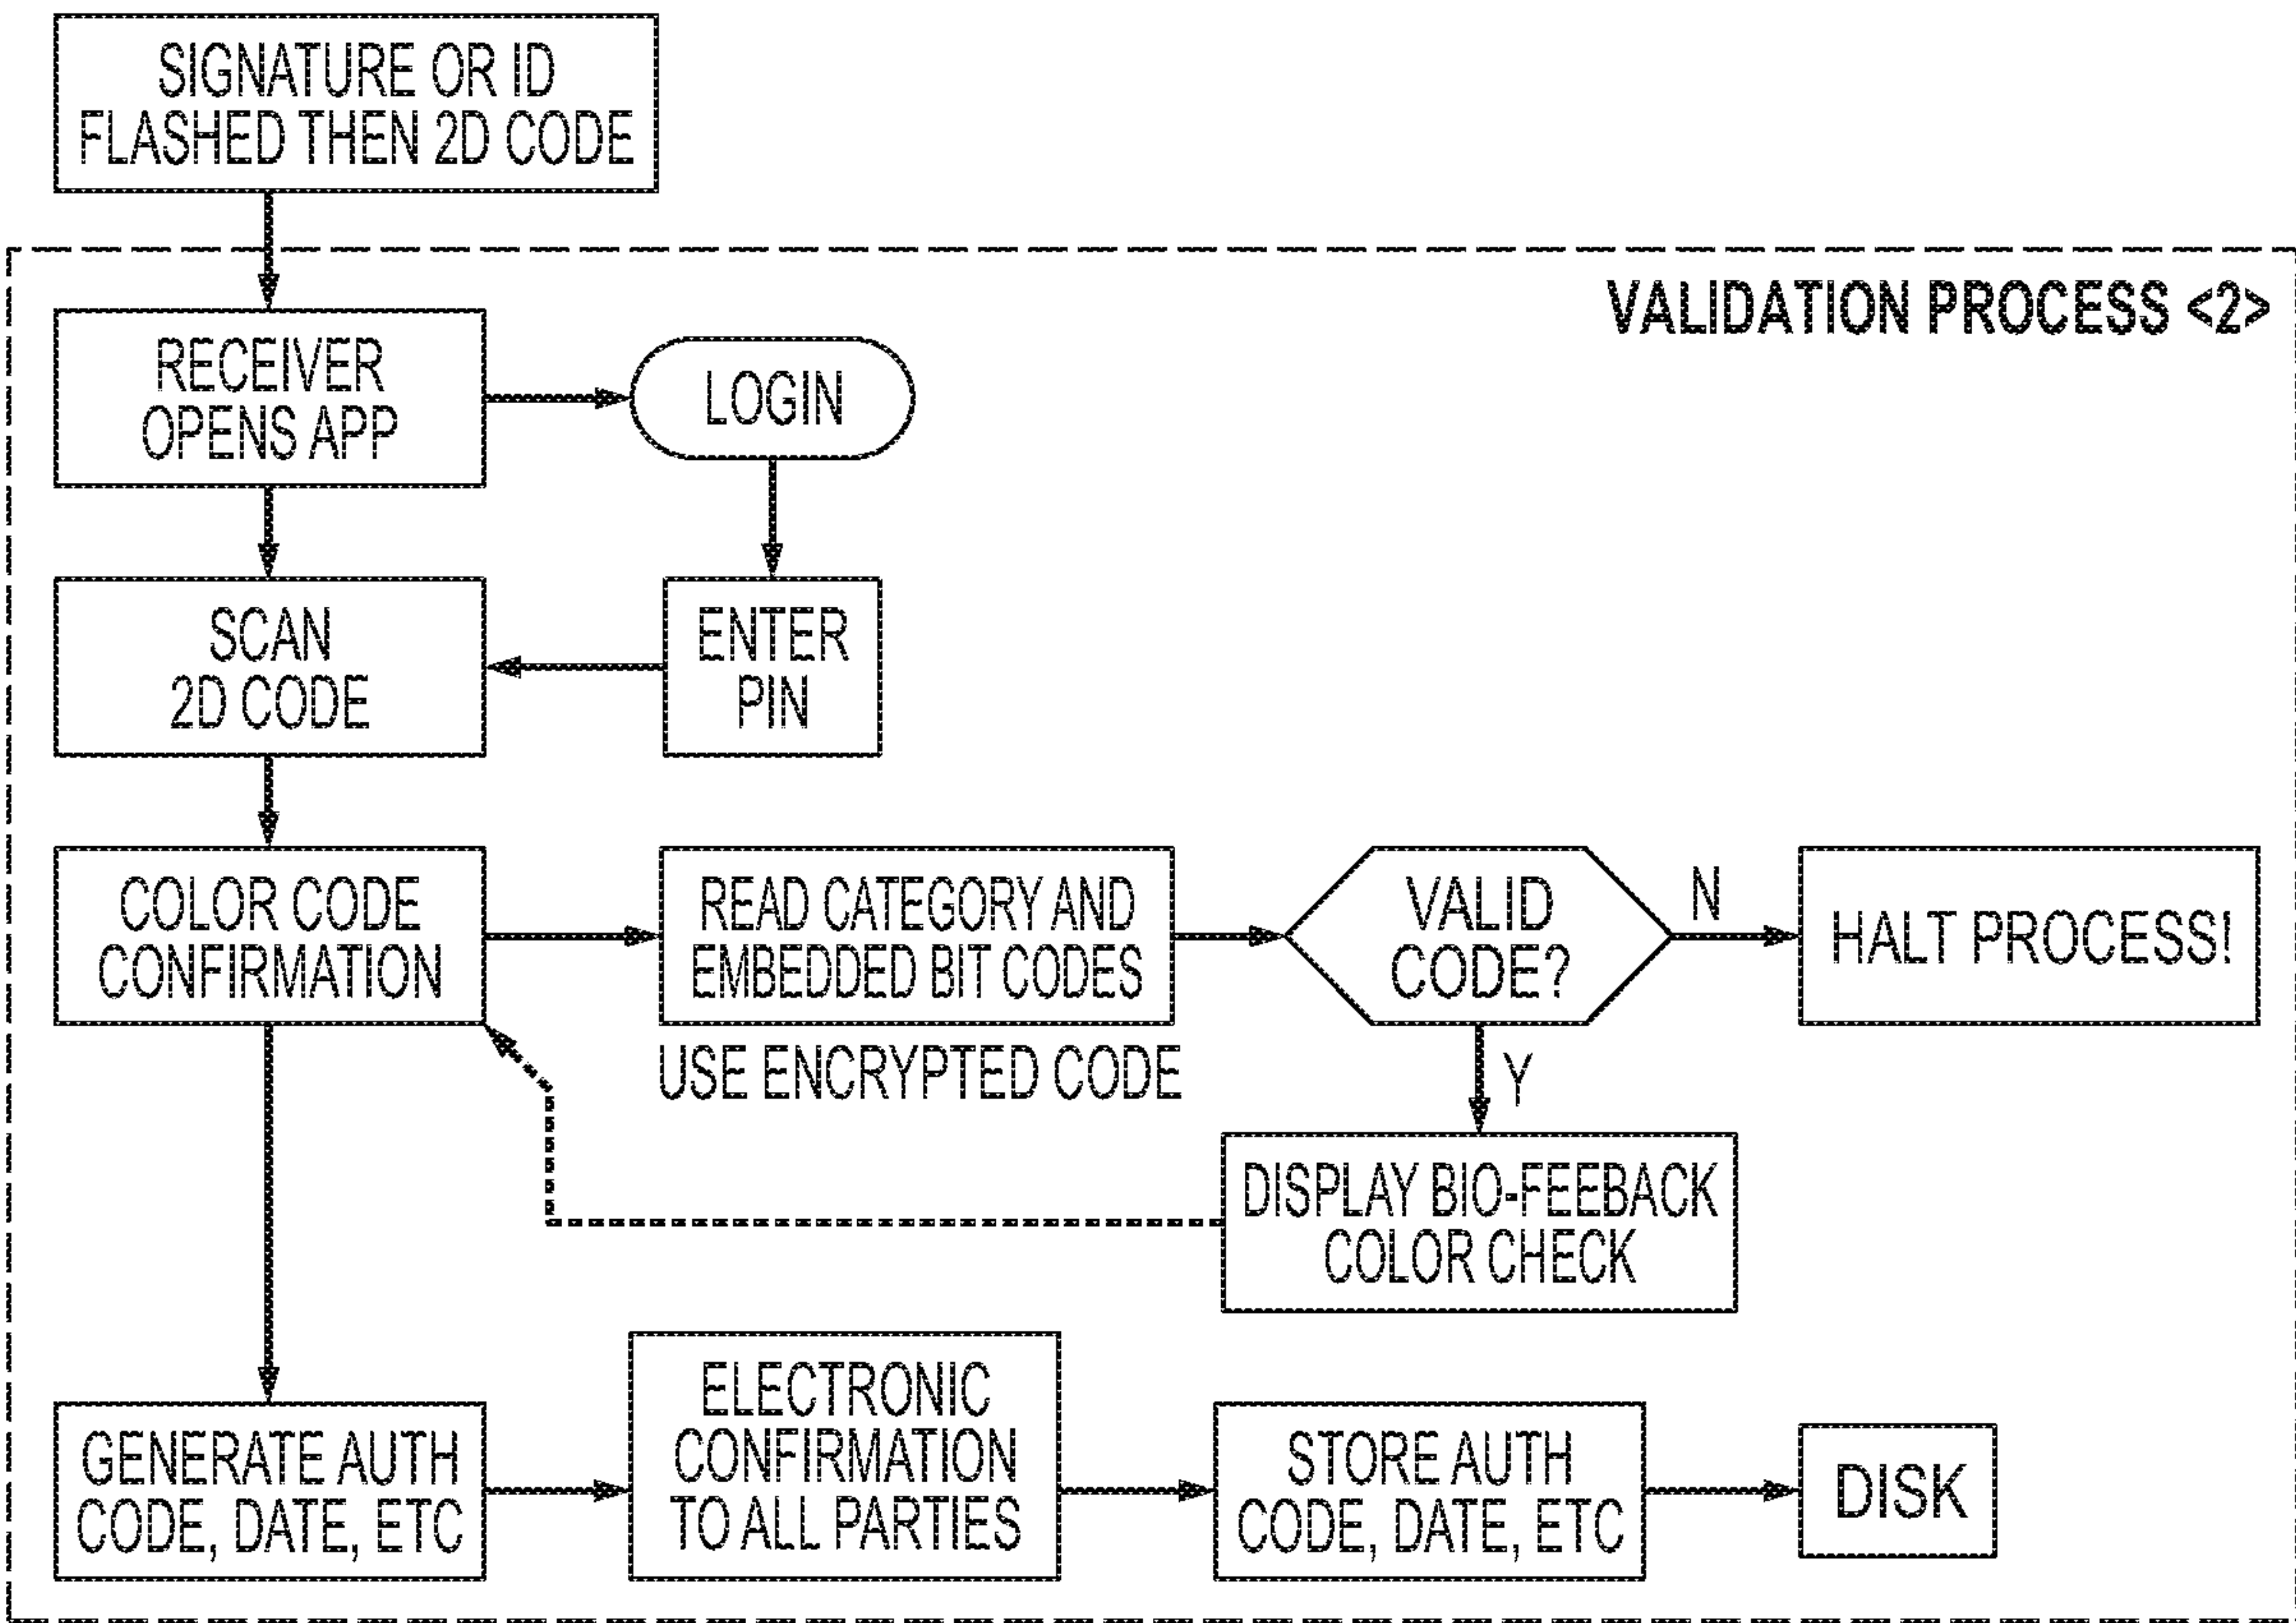 SIGNATURE OR ID
FLASHED THEN 2D CODE
VALIDATION PROCESS <2>
RECEIVER
OPENS APP
LOGIN
SCAN
2D CODE
ENTER
PIN
COLOR CODE
CONFIRMATION
READ CATEGORY AND
EMBEDDED BIT CODES
USE ENCRYPTED CODE
VALID
CODE?
N
HALT PROCESS!
Y
DISPLAY BIO-FEEBACK
COLOR CHECK
GENERATE AUTH
CODE, DATE, ETC
ELECTRONIC
CONFIRMATION
TO ALL PARTIES
STORE AUTH
CODE, DATE, ETC
DISK